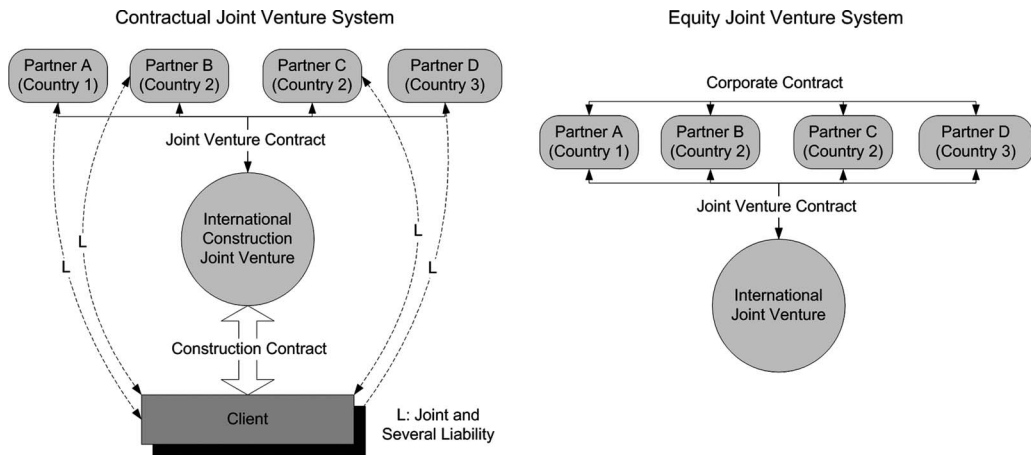 Contractual Joint Venture System
Partner A
(Country 1)
Partner B
(Country 2)
Partner C
(Country 2)
Partner D
(Country 3)
Joint Venture Contract
International
Construction
Joint Venture
L
L
L
L
Construction Contract
Client
L: Joint and
Several Liability
Equity Joint Venture System
Corporate Contract
Partner A
(Country 1)
Partner B
(Country 2)
Partner C
(Country 2)
Partner D
(Country 3)
Joint Venture Contract
International
Joint Venture